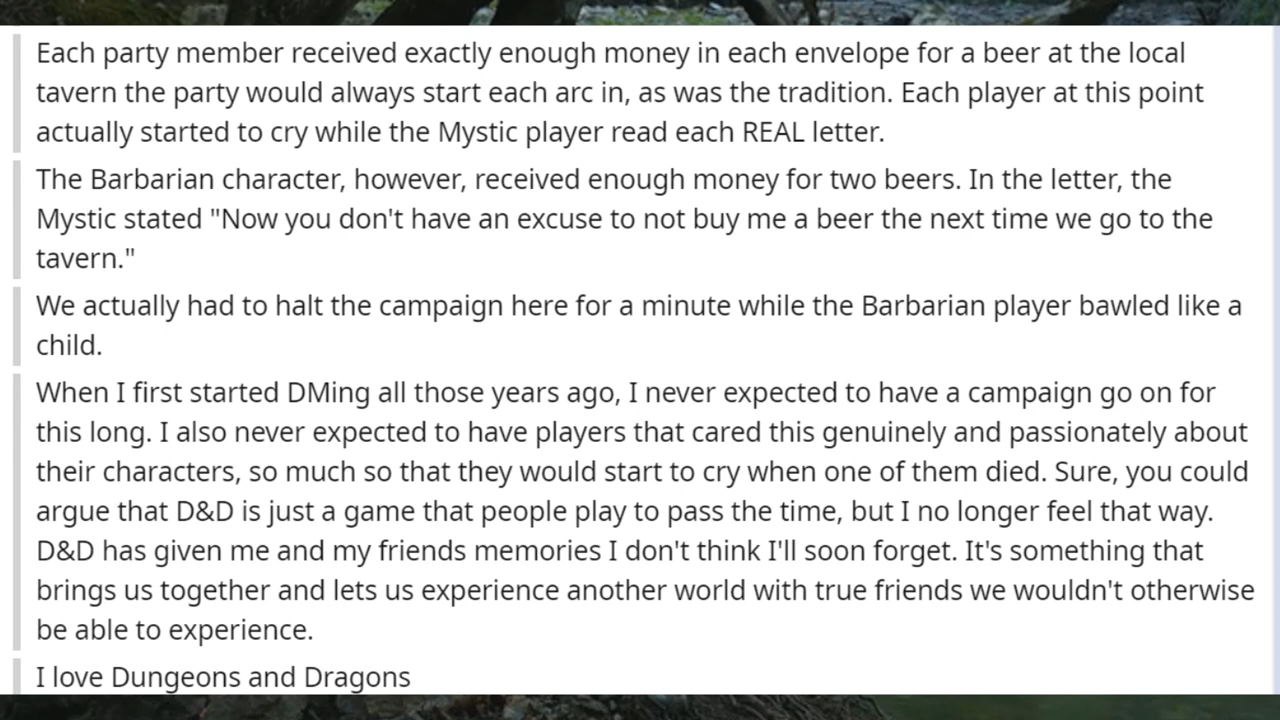 Each party member received exactly enough money in each envelope for a beer at the local
tavern the party would always start each arc in, as was the tradition. Each player at this point
actually started to cry while the Mystic player read each REAL letter.
The Barbarian character, however, received enough money for two beers. In the letter, the
Mystic stated "Now you don't have an excuse to not buy me a beer the next time we go to the
tavern."
We actually had to halt the campaign here for a minute while the Barbarian player bawled like a
child.
When I first started DMing all those years ago, I never expected to have a campaign go on for
this long. I also never expected to have players that cared this genuinely and passionately about
their characters, so much so that they would start to cry when one of them died. Sure, you could
argue that D&D is just a game that people play to pass the time, but I no longer feel that way.
D&D has given me and my friends memories I don't think I'll soon forget. It's something that
brings us together and lets us experience another world with true friends we wouldn't otherwise
be able to experience.
I love Dungeons and Dragons